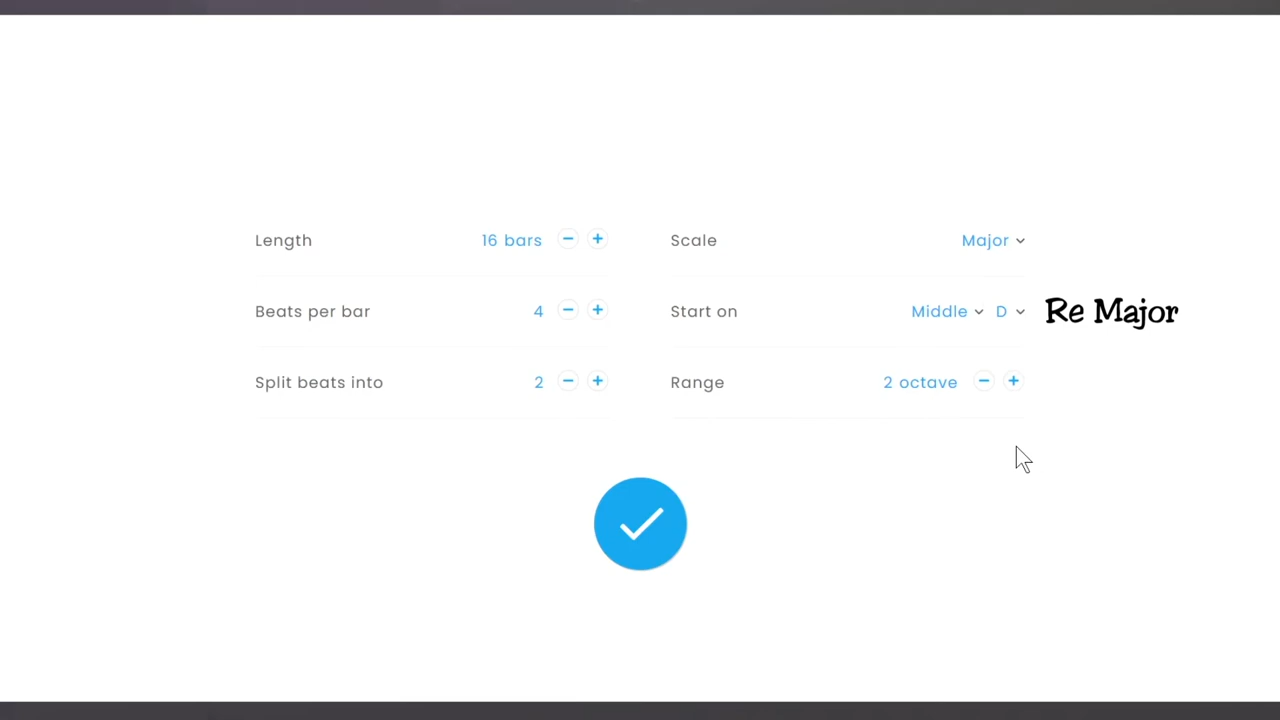 Length 16 bars − +
Scale Major
Beats per bar 4 − +
Start on Middle D Re Major
Split beats into 2 − +
Range 2 octave − +